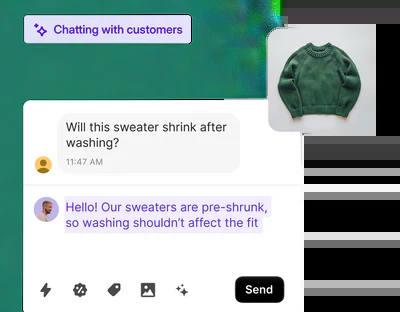 Chatting with customers
Will this sweater shrink after
washing?
11:47 AM
Hello! Our sweaters are pre-shrunk,
so washing shouldn’t affect the fit
Send